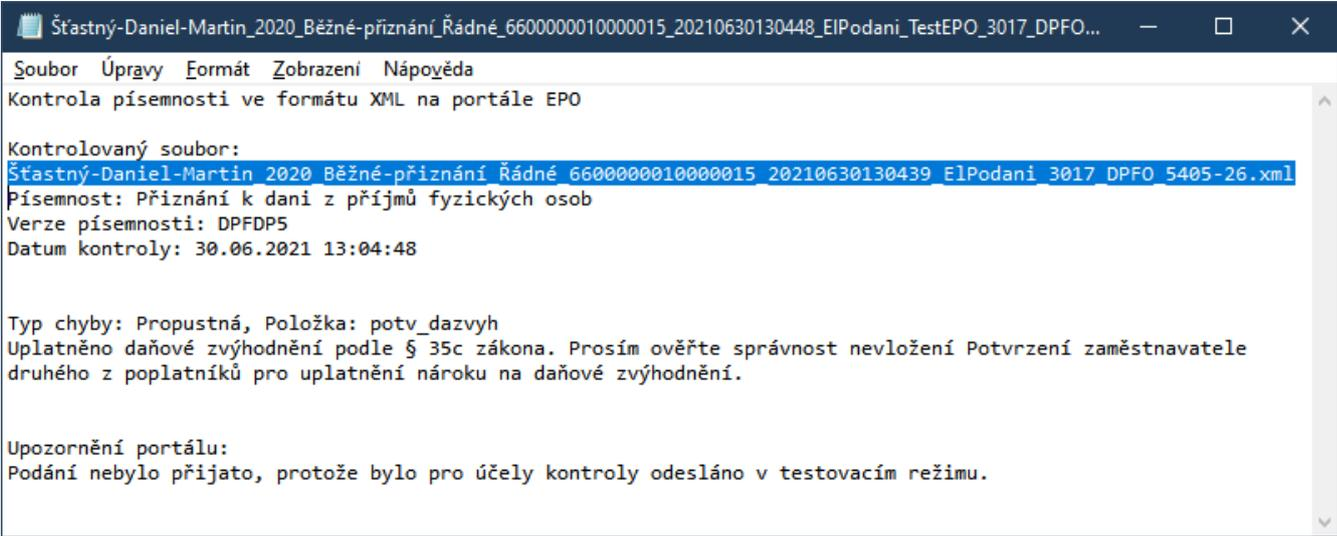 Šťastný-Daniel-Martin_2020_Běžné-přiznání_Řádné_6600000010000015_20210630130448_ElPodani_TestEPO_3017_DPFO...
Soubor Úpravy Formát Zobrazení Nápověda
Kontrola písemnosti ve formátu XML na portále EPO
Kontrolovaný soubor:
Šťastný-Daniel-Martin_2020_Běžné-přiznání_Řádné_6600000010000015_20210630130439_ElPodani_3017_DPFO_5405-26.xml
Písemnost: Přiznání k dani z příjmů fyzických osob
Verze písemnosti: DPFDP5
Datum kontroly: 30.06.2021 13:04:48
Typ chyby: Propustná, Položka: potv_dazvyh
Uplatněno daňové zvýhodnění podle § 35c zákona. Prosím ověřte správnost nevložení Potvrzení zaměstnavatele
druhého z poplatníků pro uplatnění nároku na daňové zvýhodnění.
Upozornění portálu:
Podání nebylo přijato, protože bylo pro účely kontroly odesláno v testovacím režimu.